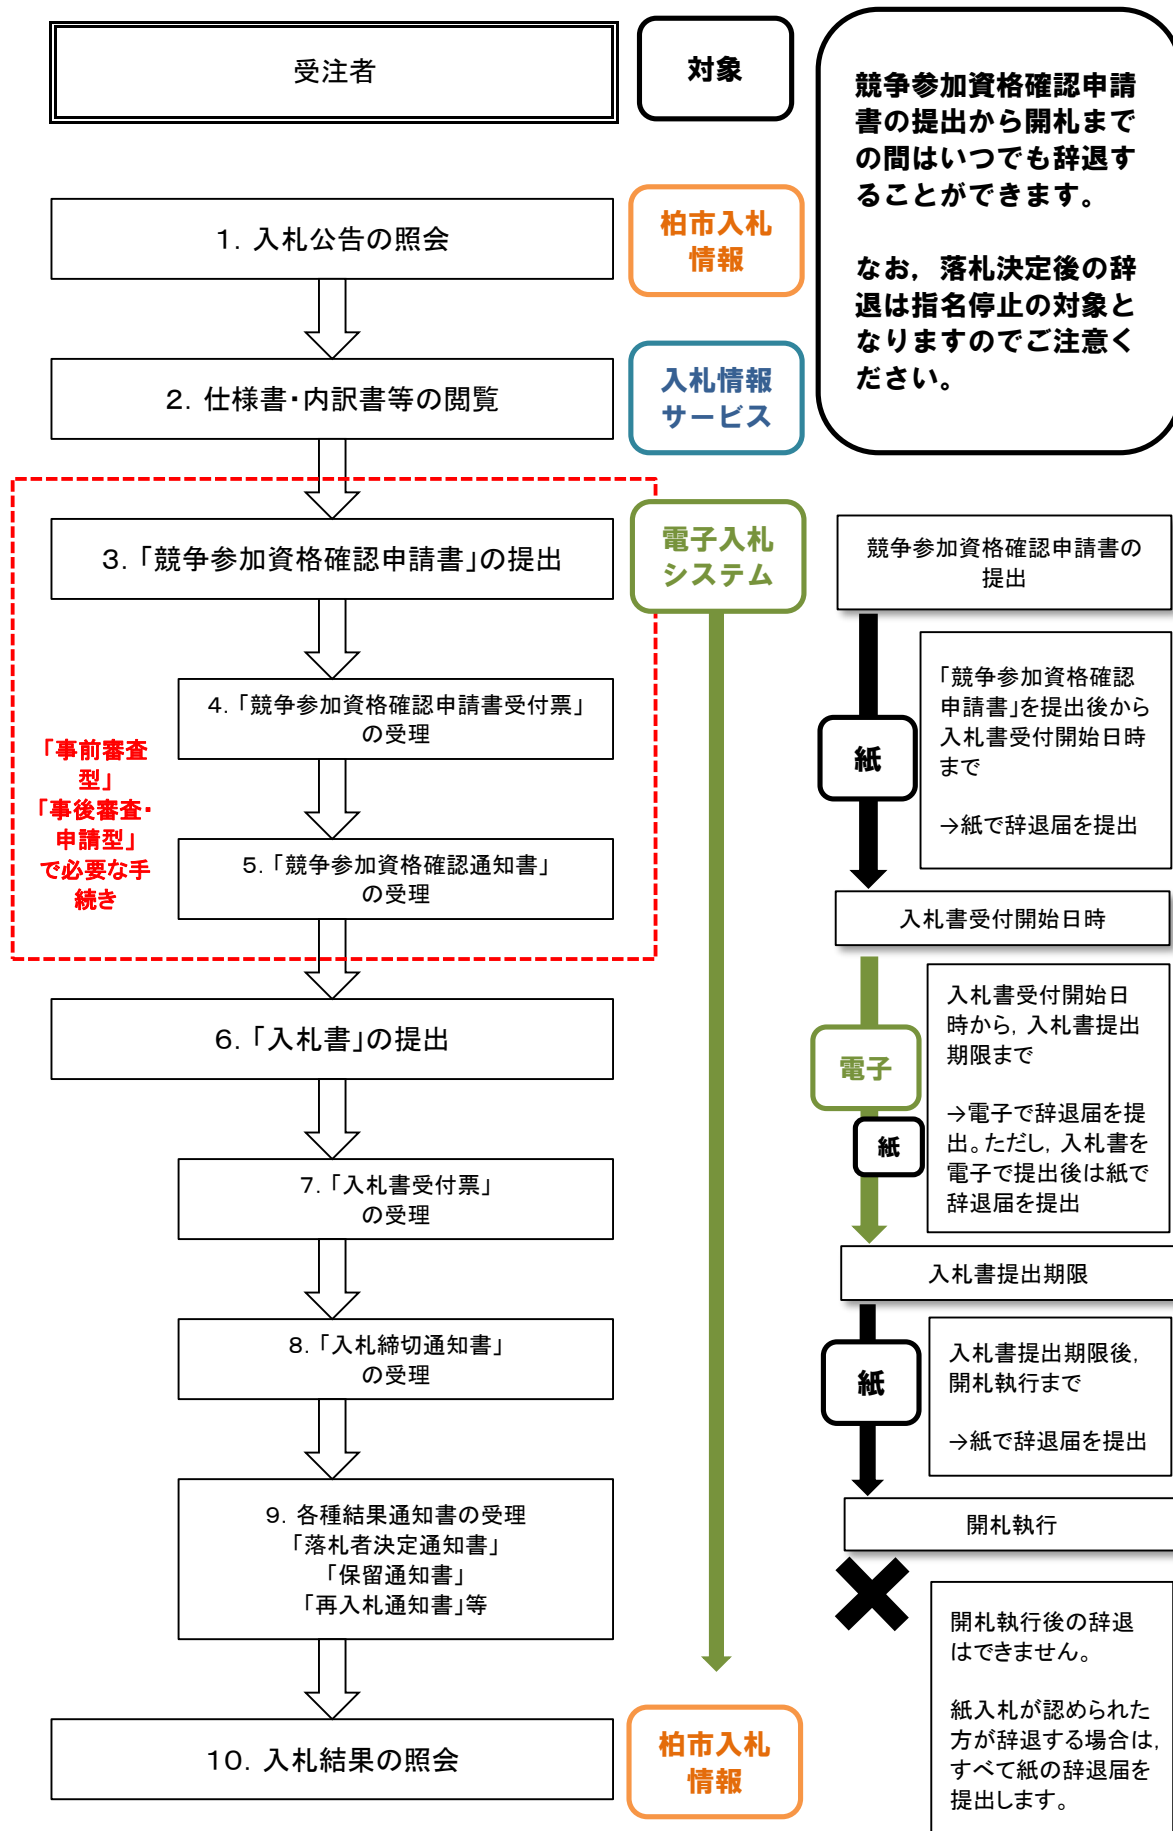 受注者
対象
競争参加資格確認申請
書の提出から開札まで
の間はいつでも辞退す
ることができます。
なお，落札決定後の辞
退は指名停止の対象と
なりますのでご注意く
ださい。
1．入札公告の照会
柏市入札
情報
2．仕様書・内訳書等の閲覧
入札情報
サービス
3．「競争参加資格確認申請書」の提出
電子入札
システム
4．「競争参加資格確認申請書受付票」
の受理
「事前審査
型」
「事後審査・
申請型」
で必要な手
続き
5．「競争参加資格確認通知書」
の受理
6．「入札書」の提出
7．「入札書受付票」
の受理
8．「入札締切通知書」
の受理
9．各種結果通知書の受理
「落札者決定通知書」
「保留通知書」
「再入札通知書」等
10．入札結果の照会
柏市入札
情報
競争参加資格確認申請書の
提出
紙
「競争参加資格確認
申請書」を提出後から
入札書受付開始日時
まで
→紙で辞退届を提出
入札書受付開始日時
電子
紙
入札書受付開始日
時から，入札書提出
期限まで
→電子で辞退届を提
出。ただし，入札書を
電子で提出後は紙で
辞退届を提出
入札書提出期限
紙
入札書提出期限後，
開札執行まで
→紙で辞退届を提出
開札執行
開札執行後の辞退
はできません。
紙入札が認められた
方が辞退する場合は，
すべて紙の辞退届を
提出します。